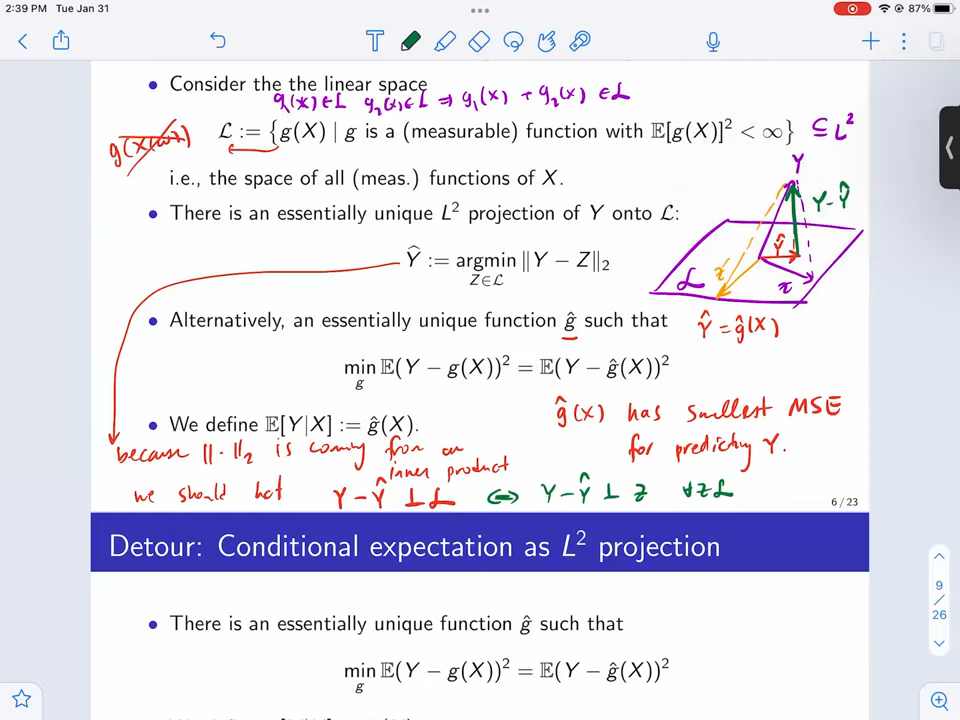 2:39 PM Tue Jan 31
87%
• Consider the the linear space
g₁(X) ∈ L g₂(X) ∈ L ⇒ g₁(X) + g₂(X) ∈ L
ℒ := {g(X) | g is a (measurable) function with 𝔼[g(X)]² < ∞} ⊆ L²
i.e., the space of all (meas.) functions of X.
• There is an essentially unique L² projection of Y onto ℒ:
Y
Y - Ŷ
Ŷ
ℒ
Ŷ := argmin ‖Y − Z‖₂
Z∈ℒ
• Alternatively, an essentially unique function ĝ such that
Ŷ = ĝ(X)
min 𝔼(Y − g(X))² = 𝔼(Y − ĝ(X))²
g
ĝ(X) has smallest MSE
for predicting Y.
• We define 𝔼[Y|X] := ĝ(X).
because ‖·‖₂ is coming from an
inner product
we should hat Y - Ŷ ⊥ ℒ ⇔ Y - Ŷ ⊥ Z ∀Z ℒ
6 / 23
Detour: Conditional expectation as L² projection
• There is an essentially unique function ĝ such that
min 𝔼(Y − g(X))² = 𝔼(Y − ĝ(X))²
g
9
/
26